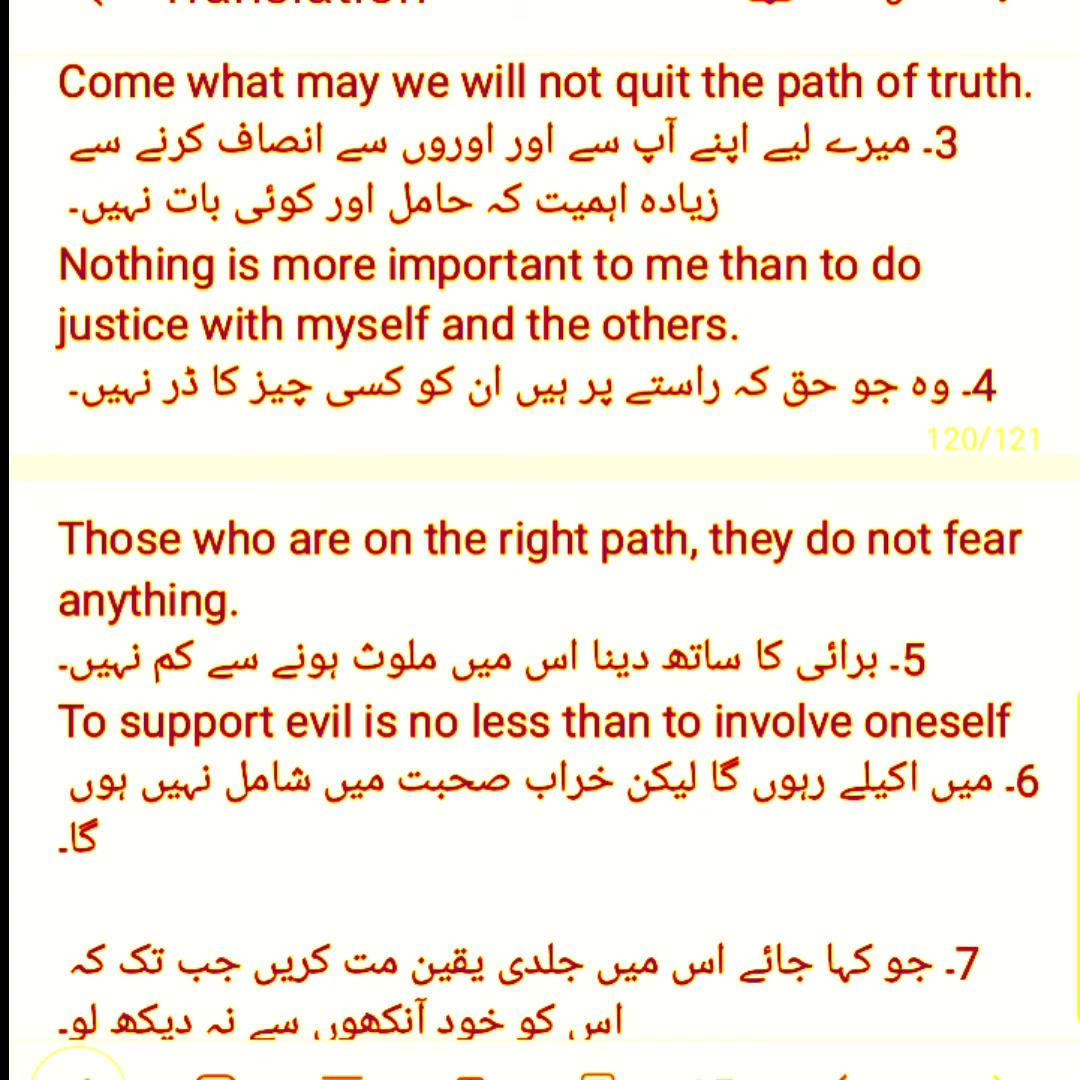 Translation
Come what may we will not quit the path of truth.
3۔ میرے لیے اپنے آپ سے اور اوروں سے انصاف کرنے سے
زیادہ اہمیت کہ حامل اور کوئی بات نہیں۔
Nothing is more important to me than to do
justice with myself and the others.
4۔ وہ جو حق کہ راستے پر ہیں ان کو کسی چیز کا ڈر نہیں۔
120/121
Those who are on the right path, they do not fear
anything.
5۔ برائی کا ساتھ دینا اس میں ملوث ہونے سے کم نہیں۔
To support evil is no less than to involve oneself
6۔ میں اکیلے رہوں گا لیکن خراب صحبت میں شامل نہیں ہوں
گا۔
7۔ جو کہا جائے اس میں جلدی یقین مت کریں جب تک کہ
اس کو خود آنکھوں سے نہ دیکھ لو۔